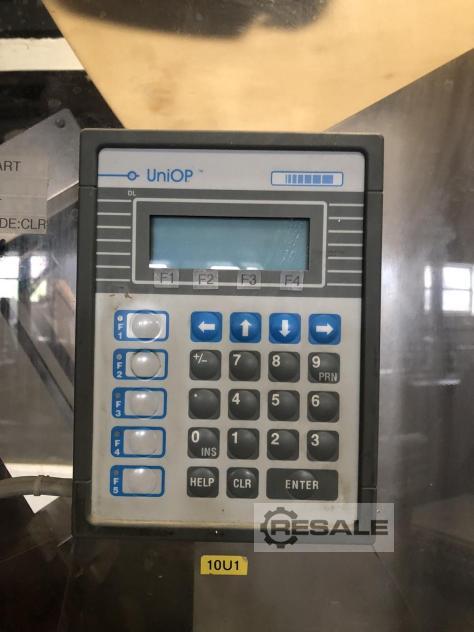 ART
DE:CLR
UniOP™
DL
F1 F2 F3 F4
F1
F2
F3
F4
F5
+/-
7
8
9
PRN
.
4
5
6
0
INS
1
2
3
HELP
CLR
ENTER
RESALE
10U1